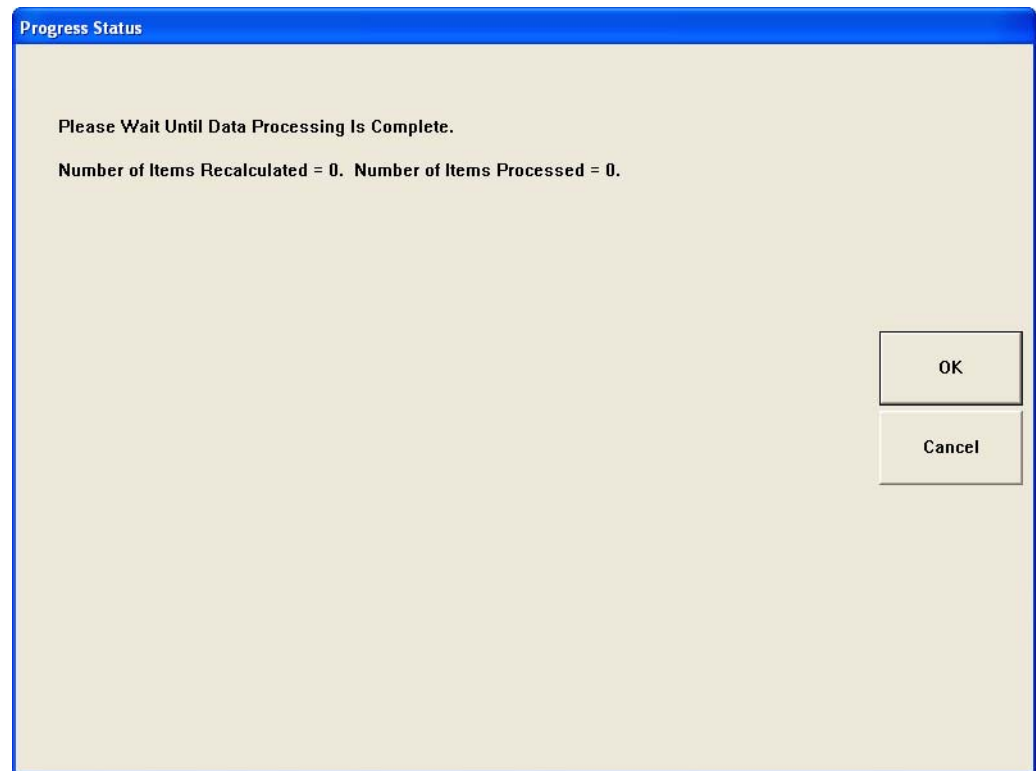 Progress Status
Please Wait Until Data Processing Is Complete.
Number of Items Recalculated = 0.  Number of Items Processed = 0.
OK
Cancel